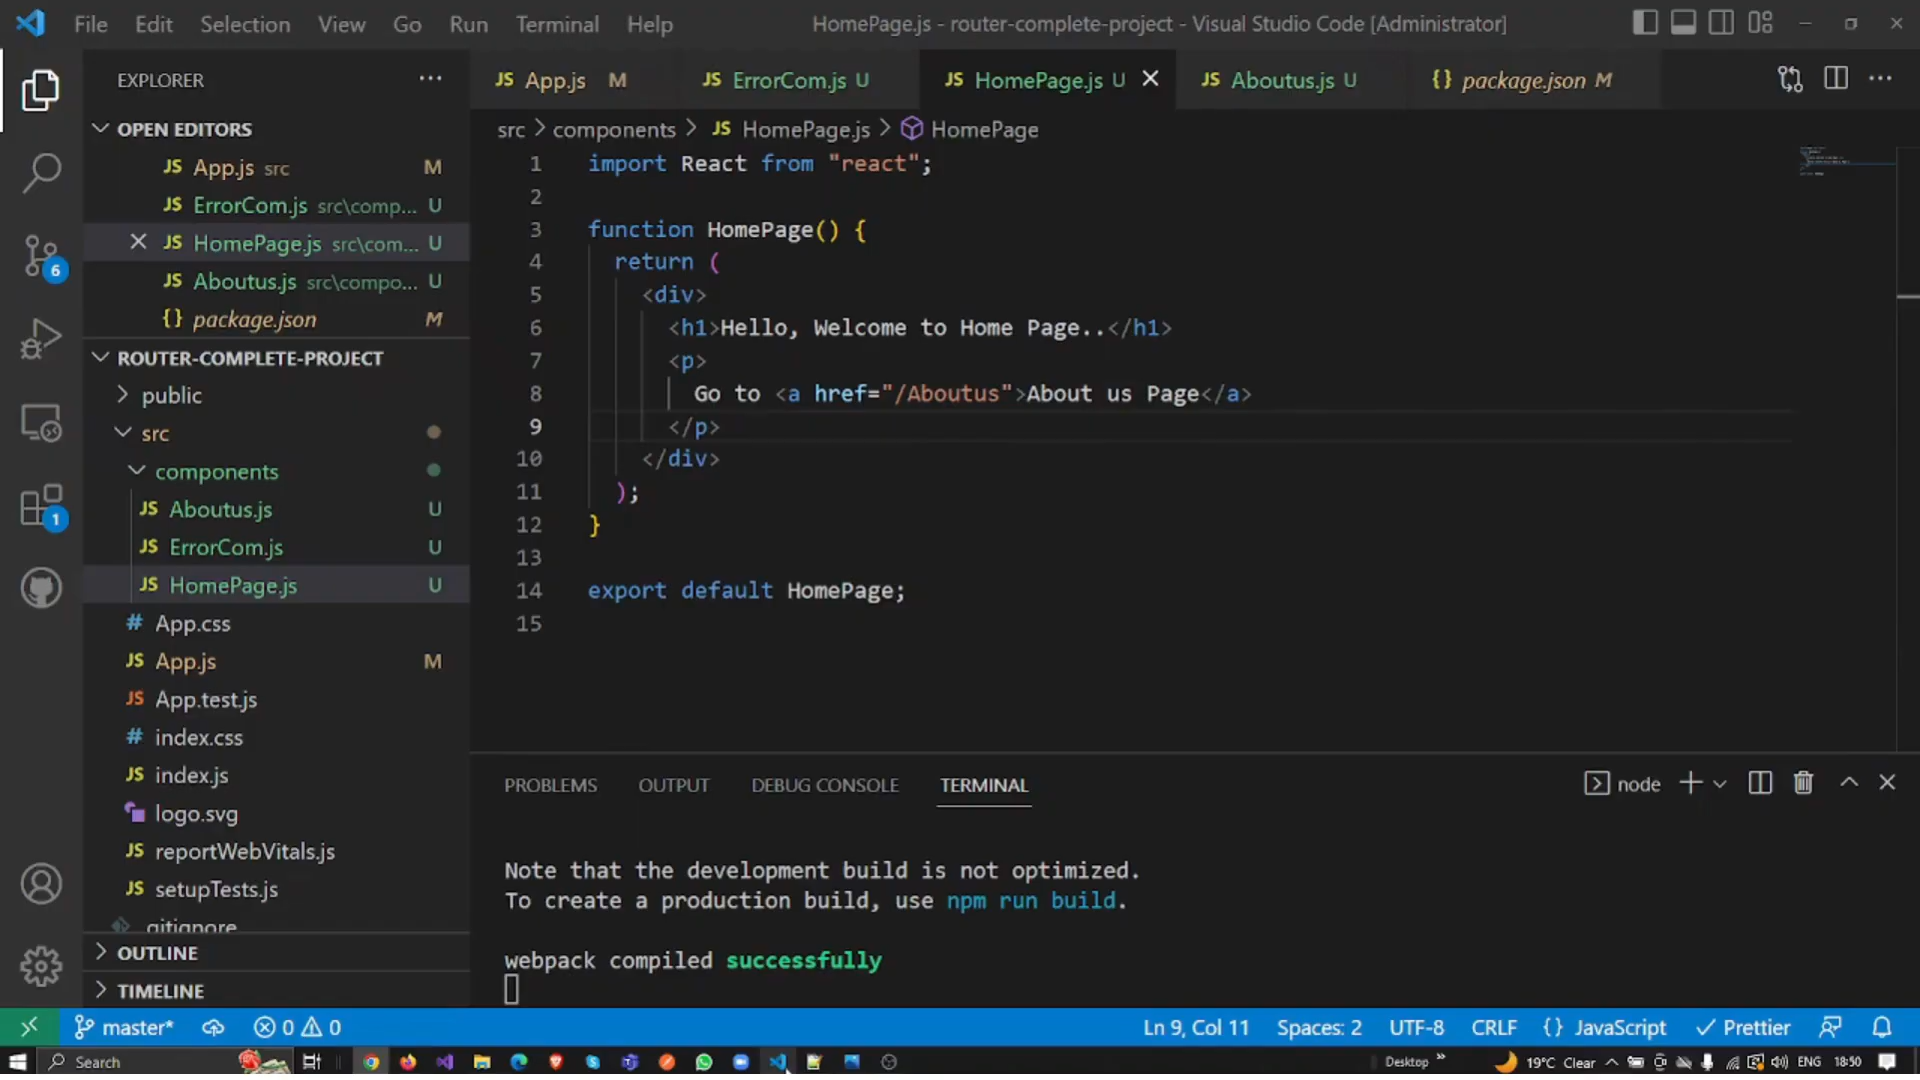 File Edit Selection View Go Run Terminal Help
HomePage.js - router-complete-project - Visual Studio Code [Administrator]
EXPLORER
JS App.js M
JS ErrorCom.js U
JS HomePage.js U
JS Aboutus.js U
{} package.json M
OPEN EDITORS
JS App.js src M
JS ErrorCom.js src\comp... U
JS HomePage.js src\com... U
JS Aboutus.js src\compo... U
{} package.json M
ROUTER-COMPLETE-PROJECT
public
src
components
JS Aboutus.js U
JS ErrorCom.js U
JS HomePage.js U
# App.css
JS App.js M
JS App.test.js
# index.css
JS index.js
logo.svg
JS reportWebVitals.js
JS setupTests.js
.gitignore
OUTLINE
TIMELINE
6
1
src > components > JS HomePage.js > HomePage
1 import React from "react";
2
3 function HomePage() {
4 return (
5 <div>
6 <h1>Hello, Welcome to Home Page..</h1>
7 <p>
8 Go to <a href="/Aboutus">About us Page</a>
9 </p>
10 </div>
11 );
12 }
13
14 export default HomePage;
15
PROBLEMS OUTPUT DEBUG CONSOLE TERMINAL
node
Note that the development build is not optimized.
To create a production build, use npm run build.
webpack compiled successfully
master* 0 0
Ln 9, Col 11 Spaces: 2 UTF-8 CRLF {} JavaScript Prettier
Search
Desktop 19°C Clear ENG 18:50